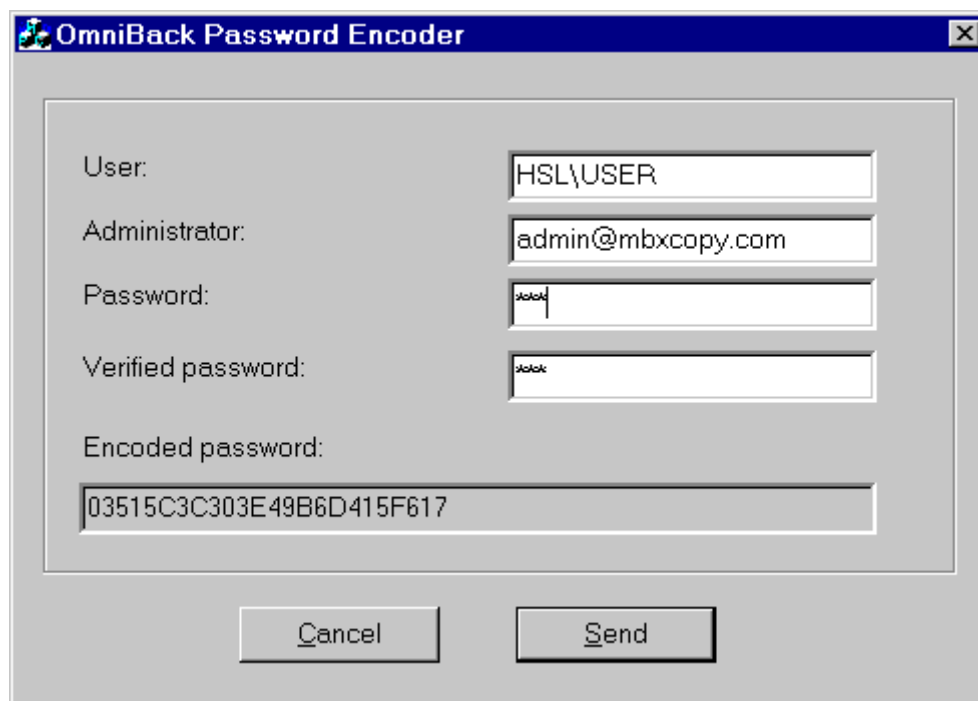 OmniBack Password Encoder
User: HSL\USER
Administrator: admin@mbxcopy.com
Password: ***
Verified password: ***
Encoded password:
03515C3C303E49B6D415F617
Cancel Send